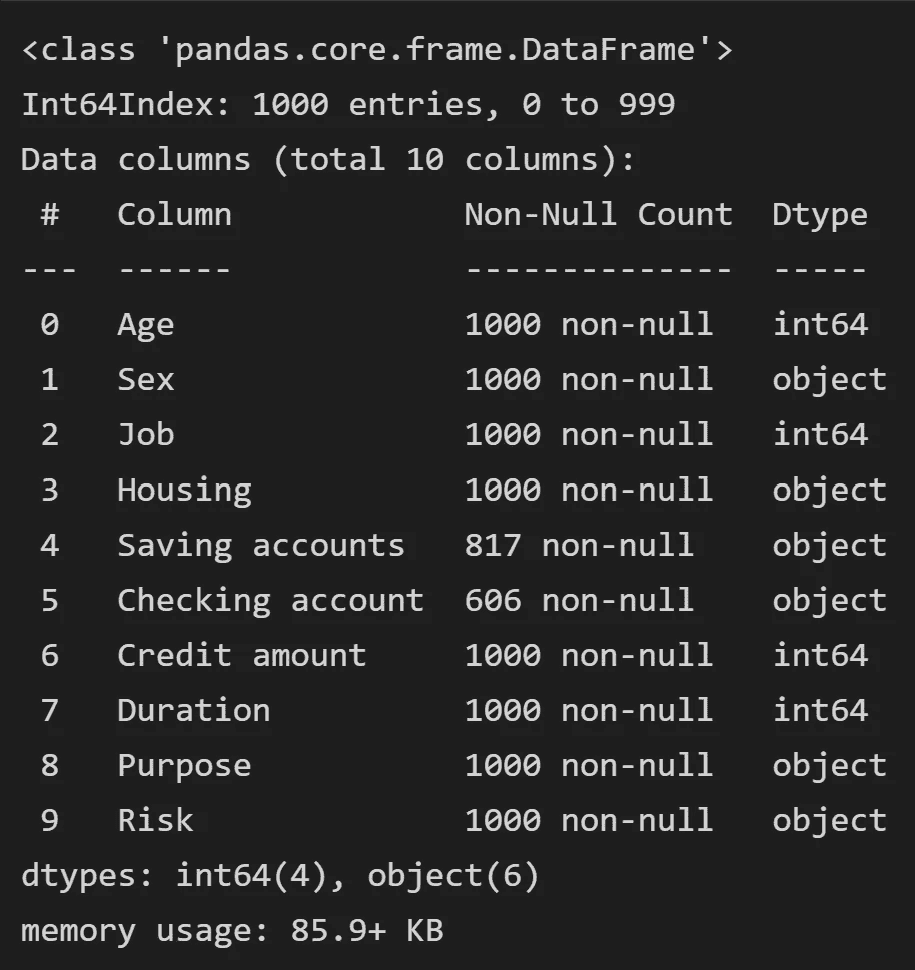 <class 'pandas.core.frame.DataFrame'>
Int64Index: 1000 entries, 0 to 999
Data columns (total 10 columns):
 #   Column            Non-Null Count  Dtype
---  ------            --------------  -----
 0   Age               1000 non-null   int64
 1   Sex               1000 non-null   object
 2   Job               1000 non-null   int64
 3   Housing           1000 non-null   object
 4   Saving accounts   817 non-null    object
 5   Checking account  606 non-null    object
 6   Credit amount     1000 non-null   int64
 7   Duration          1000 non-null   int64
 8   Purpose           1000 non-null   object
 9   Risk              1000 non-null   object
dtypes: int64(4), object(6)
memory usage: 85.9+ KB